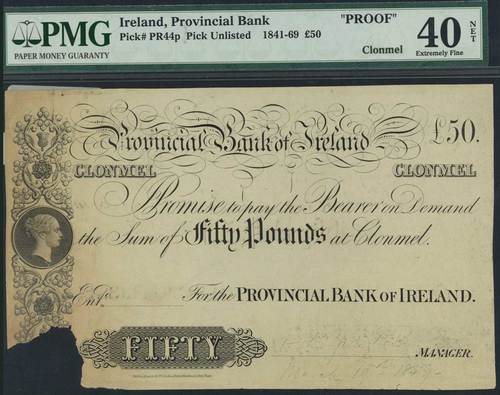 PMG
PAPER MONEY GUARANTY
Ireland, Provincial Bank
Pick# PR44p Pick Unlisted 1841-69 £50
"PROOF"
Clonmel
40 NET
Extremely Fine
Provincial Bank of Ireland
£50.
CLONMEL CLONMEL
Promise to pay the Bearer on Demand
the Sum of Fifty Pounds at Clonmel.
Entd. For the PROVINCIAL BANK OF IRELAND.
FIFTY
MANAGER.
March